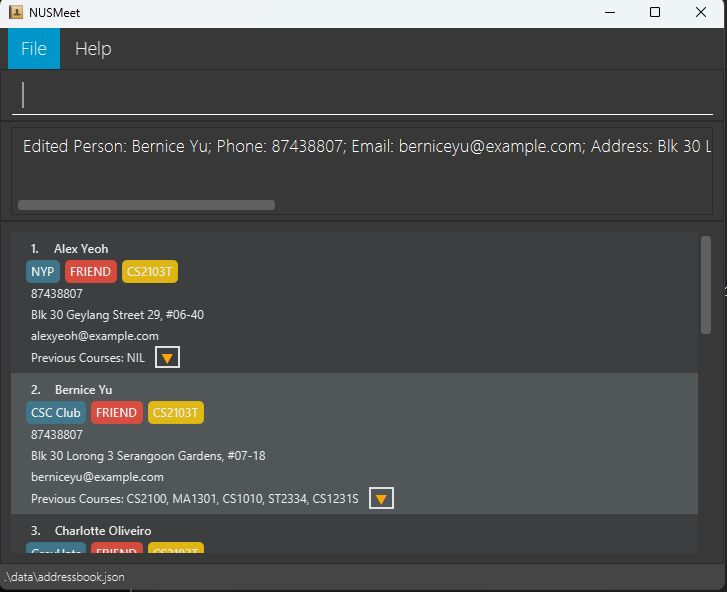 NUSMeet
File Help
Edited Person: Bernice Yu; Phone: 87438807; Email: berniceyu@example.com; Address: Blk 30 L
1. Alex Yeoh
NYP FRIEND CS2103T
87438807
Blk 30 Geylang Street 29, #06-40
alexyeoh@example.com
Previous Courses: NIL
2. Bernice Yu
CSC Club FRIEND CS2103T
87438807
Blk 30 Lorong 3 Serangoon Gardens, #07-18
berniceyu@example.com
Previous Courses: CS2100, MA1301, CS1010, ST2334, CS1231S
3. Charlotte Oliveiro
GreyHats FRIEND CS2103T
.\data\addressbook.json